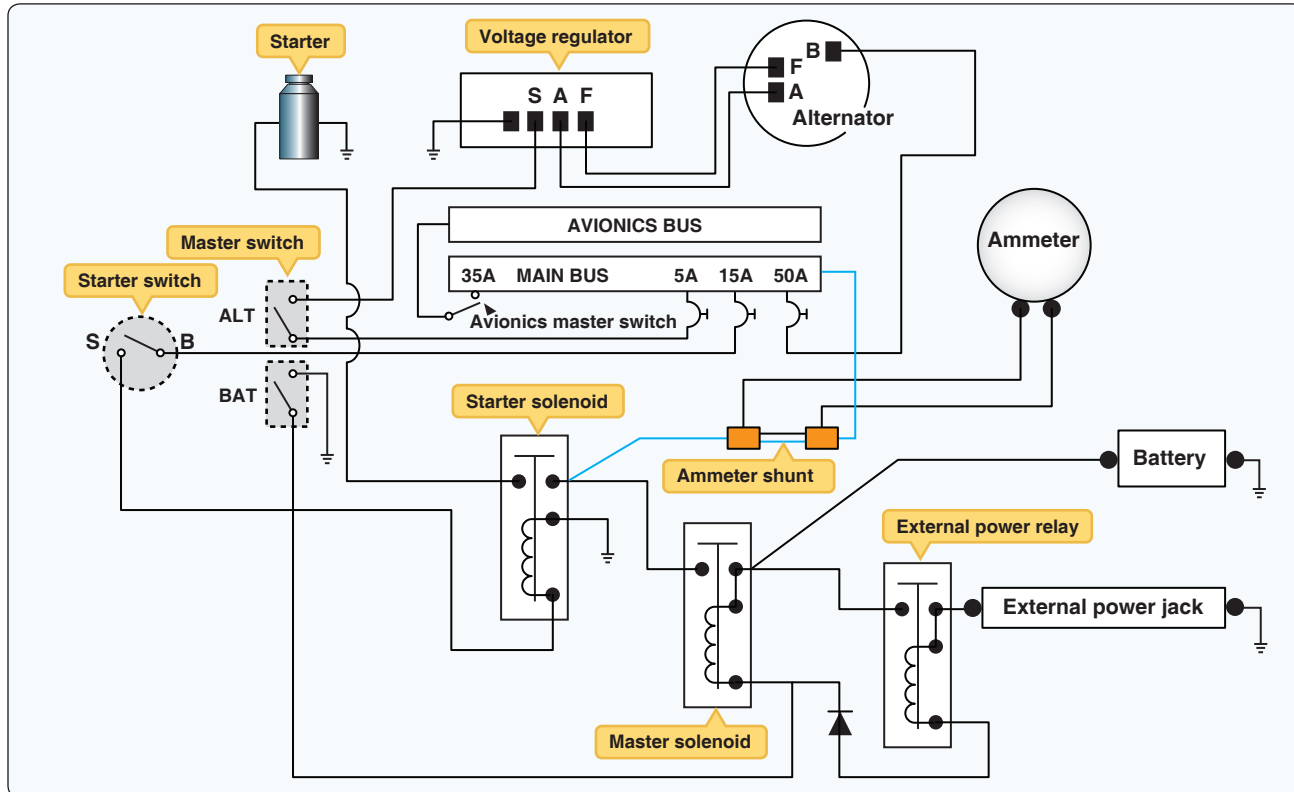 Starter
Voltage regulator
B
F
A
Alternator
S A F
Master switch
AVIONICS BUS
Ammeter
Starter switch
35A MAIN BUS 5A 15A 50A
ALT
Avionics master switch
S B
BAT
Starter solenoid
Ammeter shunt
Battery
External power relay
External power jack
Master solenoid